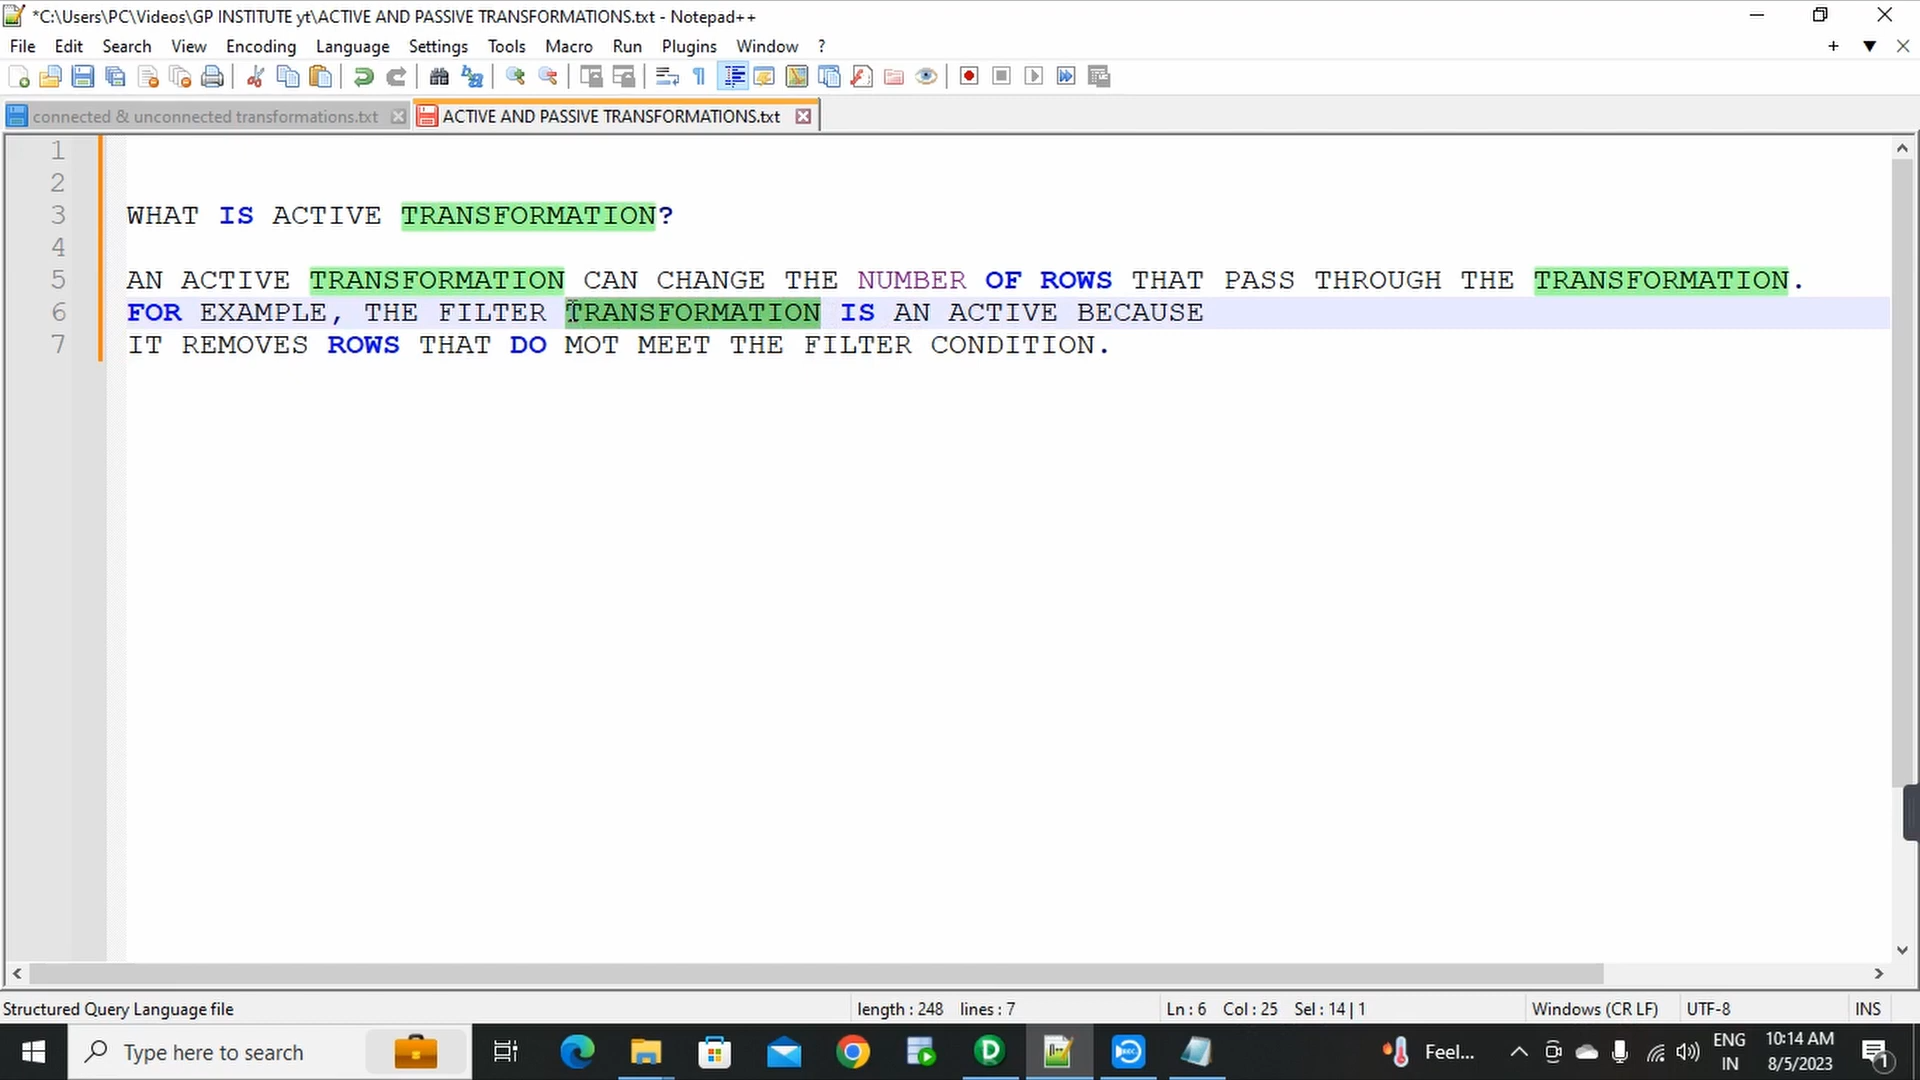 *C:\Users\PC\Videos\GP INSTITUTE yt\ACTIVE AND PASSIVE TRANSFORMATIONS.txt - Notepad++
File Edit Search View Encoding Language Settings Tools Macro Run Plugins Window ?
connected & unconnected transformations.txt ACTIVE AND PASSIVE TRANSFORMATIONS.txt
1
2
3 WHAT IS ACTIVE TRANSFORMATION?
4
5 AN ACTIVE TRANSFORMATION CAN CHANGE THE NUMBER OF ROWS THAT PASS THROUGH THE TRANSFORMATION.
6 FOR EXAMPLE, THE FILTER TRANSFORMATION IS AN ACTIVE BECAUSE
7 IT REMOVES ROWS THAT DO MOT MEET THE FILTER CONDITION.
Structured Query Language file length : 248 lines : 7 Ln : 6 Col : 25 Sel : 14 | 1 Windows (CR LF) UTF-8 INS
Type here to search Feel... ENG 10:14 AM
IN 8/5/2023 1